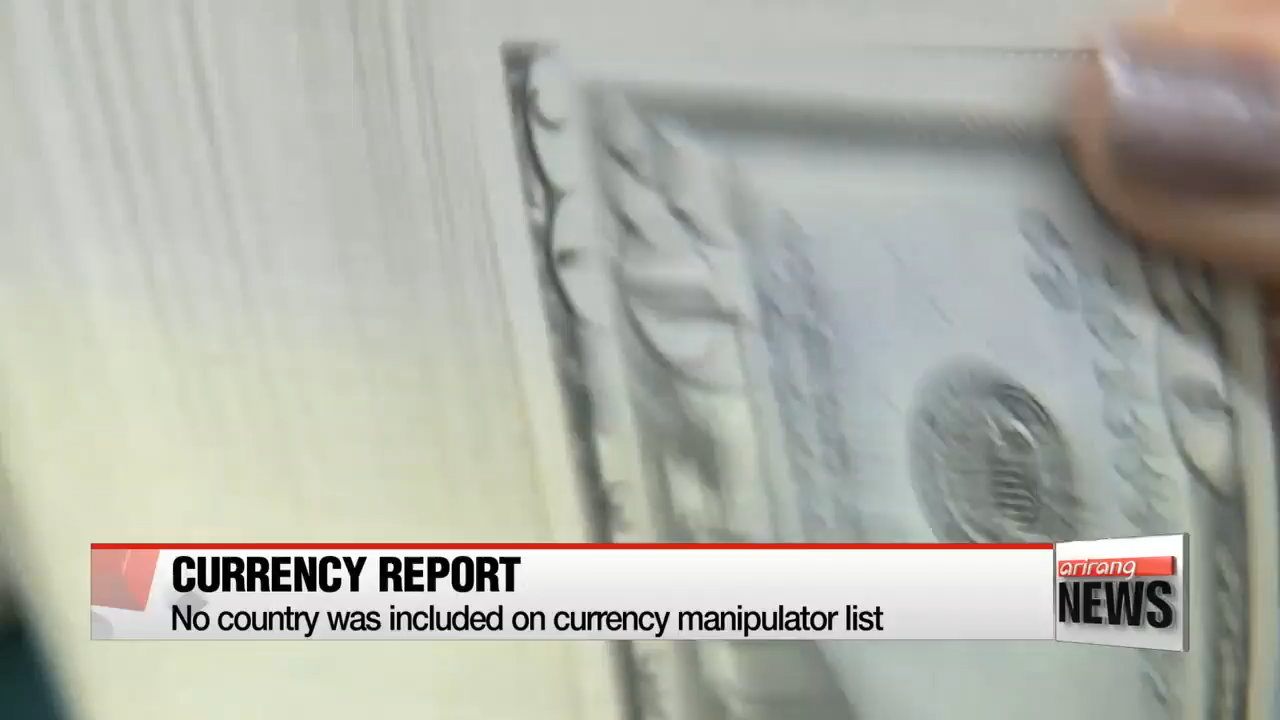 CURRENCY REPORT
No country was included on currency manipulator list
arirang
NEWS